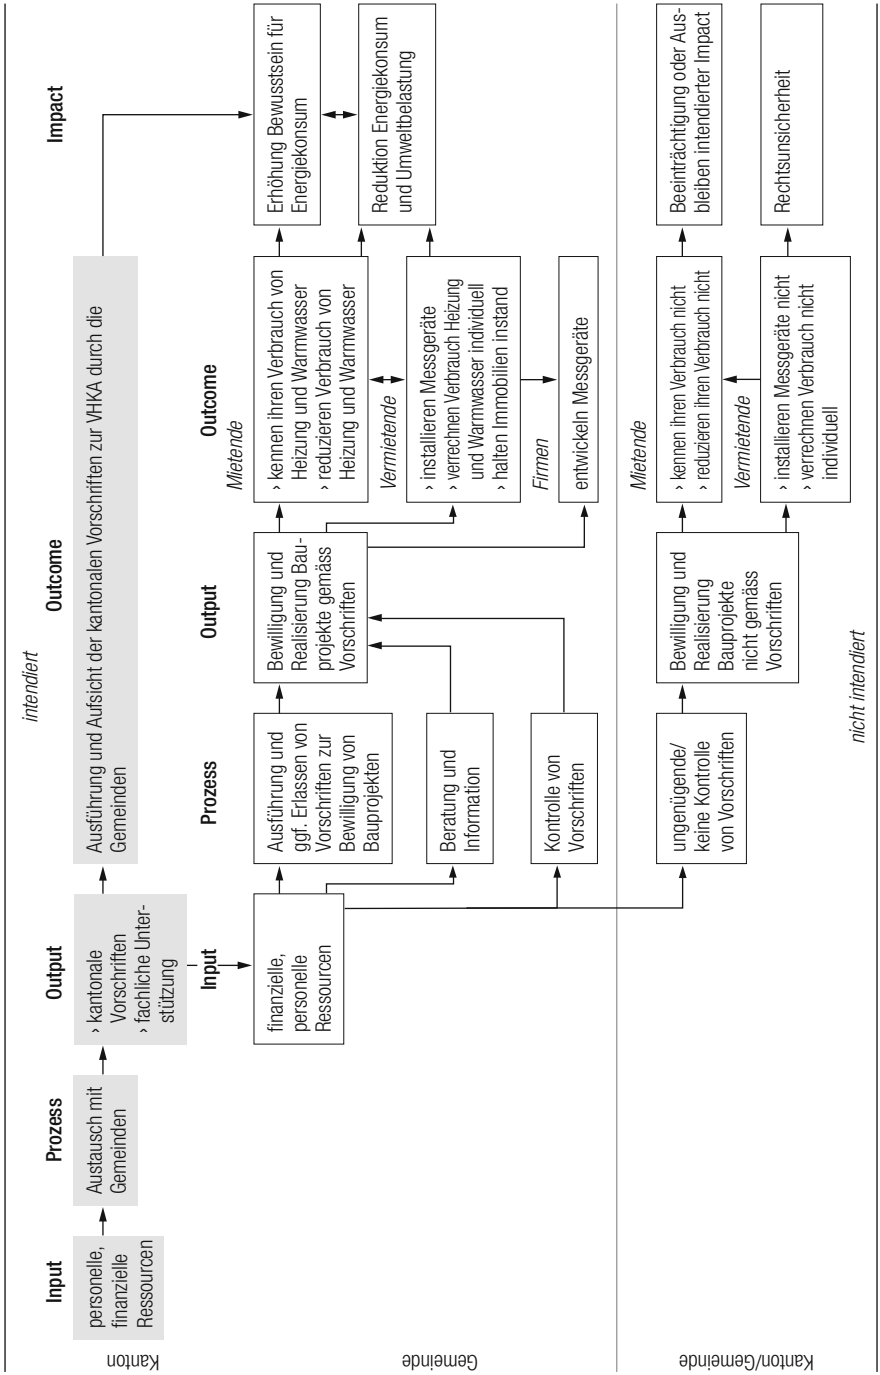 intendiert
Kanton
Input
personelle,
finanzielle
Ressourcen
Prozess
Austausch mit
Gemeinden
Output
› kantonale
Vorschriften
› fachliche Unter-
stützung
Outcome
Ausführung und Aufsicht der kantonalen Vorschriften zur VHKA durch die
Gemeinden
Impact
Gemeinde
Input
finanzielle,
personelle
Ressourcen
Prozess
Ausführung und
ggf. Erlassen von
Vorschriften zur
Bewilligung von
Bauprojekten
Beratung und
Information
Kontrolle von
Vorschriften
Output
Bewilligung und
Realisierung Bau-
projekte gemäss
Vorschriften
Outcome
Mietende
› kennen ihren Verbrauch von
Heizung und Warmwasser
› reduzieren Verbrauch von
Heizung und Warmwasser
Vermietende
› installieren Messgeräte
› verrechnen Verbrauch Heizung
und Warmwasser individuell
› halten Immobilien instand
Firmen
entwickeln Messgeräte
Erhöhung Bewusstsein für
Energiekonsum
Reduktion Energiekonsum
und Umweltbelastung
Kanton/Gemeinde
ungenügende/
keine Kontrolle
von Vorschriften
Bewilligung und
Realisierung
Bauprojekte
nicht gemäss
Vorschriften
Mietende
› kennen ihren Verbrauch nicht
› reduzieren ihren Verbrauch nicht
Vermietende
› installieren Messgeräte nicht
› verrechnen Verbrauch nicht
individuell
Beeinträchtigung oder Aus-
bleiben intendierter Impact
Rechtsunsicherheit
nicht intendiert